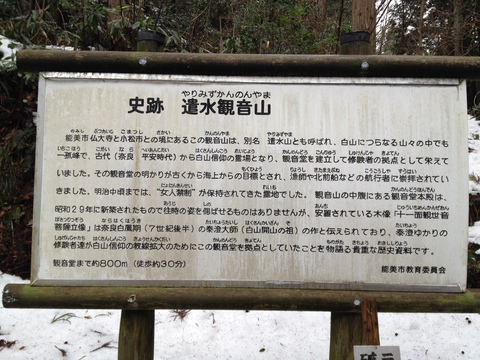 やりみずかんのんやま
史跡 遣水観音山
能美市仏大寺と小松市との境にあるこの観音山は、別名 遣水山とも呼ばれ、白山につらなる山々の中でも
一孤峰で、古代（奈良 平安時代）から白山信仰の霊場となり、観音堂を建立して修験者の拠点として栄えて
いました。その観音堂の明かりが古くから海上からの目標とされ、漁師や北前船などの航行者に崇拝されてい
きました。明治中頃までは、“女人禁制”が保持されてきた霊地でした。 観音山の中腹にある観音堂本殿は、
昭和29年に新築されたもので往時の姿を偲ばせるものはありませんが、安置されている木像「十一面観世音
菩薩立像」は奈良白鳳期（7世紀後半）の泰澄大師（白山開山の祖）の作と伝えられており、泰澄ゆかりの
修験者達が白山信仰の教線拡大のためにこの観音堂を拠点としていたことを物語る貴重な歴史資料です。
観音堂まで約800m（徒歩約30分）
能美市教育委員会